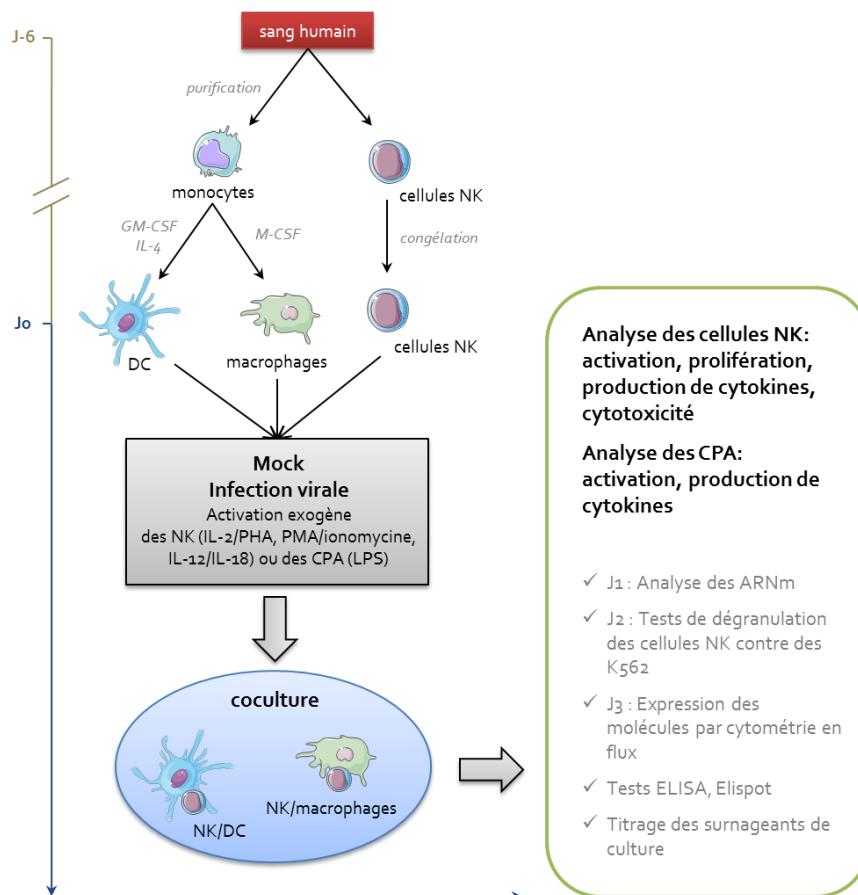 J-6
sang humain
purification
monocytes
cellules NK
GM-CSF
IL-4
M-CSF
congélation
J0
DC
macrophages
cellules NK
Mock
Infection virale
Activation exogène
des NK (IL-2/PHA, PMA/ionomycine,
IL-12/IL-18) ou des CPA (LPS)
coculture
NK/DC
NK/macrophages
Analyse des cellules NK:
activation, prolifération,
production de cytokines,
cytotoxicité
Analyse des CPA:
activation, production de
cytokines
✓ J1 : Analyse des ARNm
✓ J2 : Tests de dégranulation
des cellules NK contre des
K562
✓ J3 : Expression des
molécules par cytométrie en
flux
✓ Tests ELISA, Elispot
✓ Titrage des surnageants de
culture